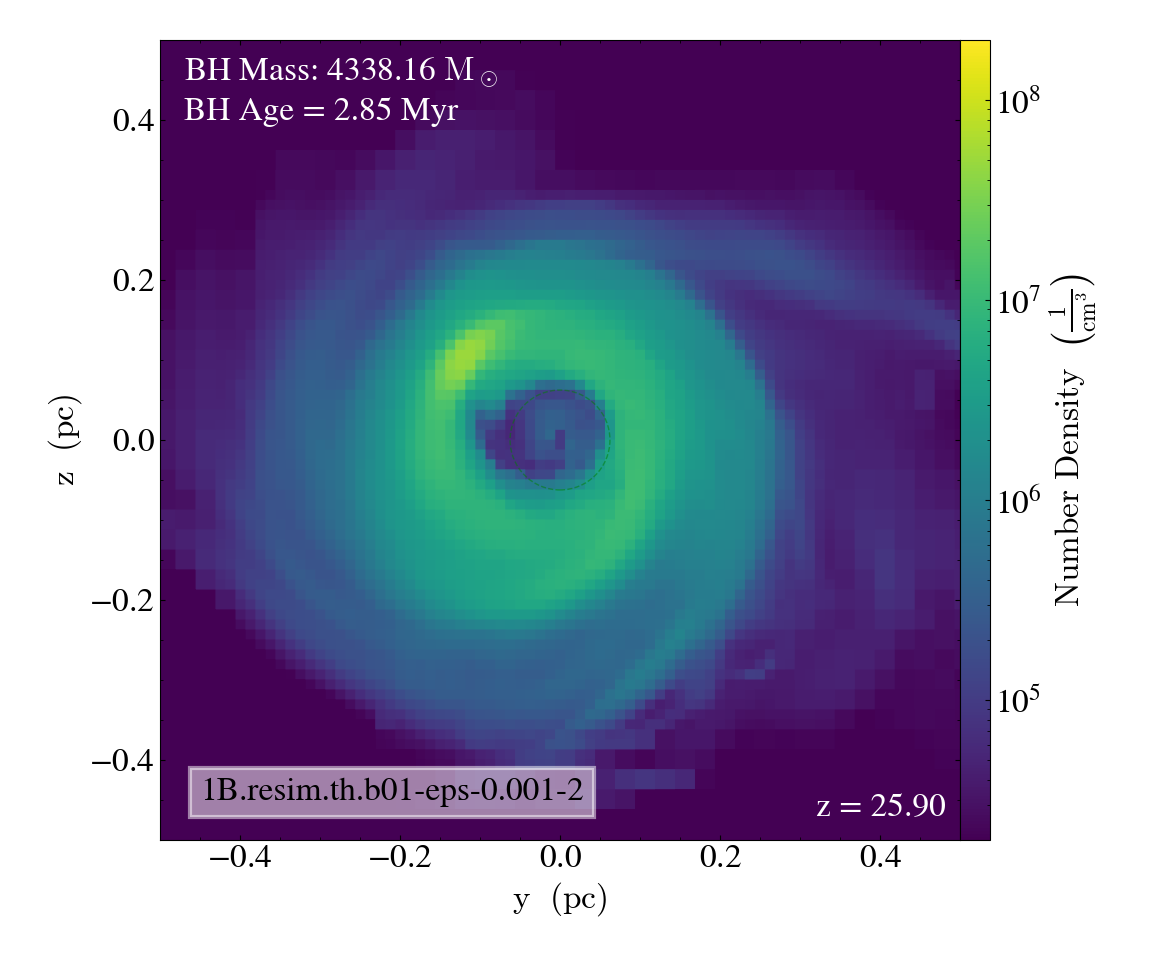 BH Mass: 4338.16 M⊙
BH Age = 2.85 Myr
0.4
0.2
0.0
−0.2
−0.4
z (pc)
1B.resim.th.b01-eps-0.001-2
z = 25.90
−0.4 −0.2 0.0 0.2 0.4
y (pc)
10⁸
10⁷
10⁶
10⁵
Number Density (1/cm³)